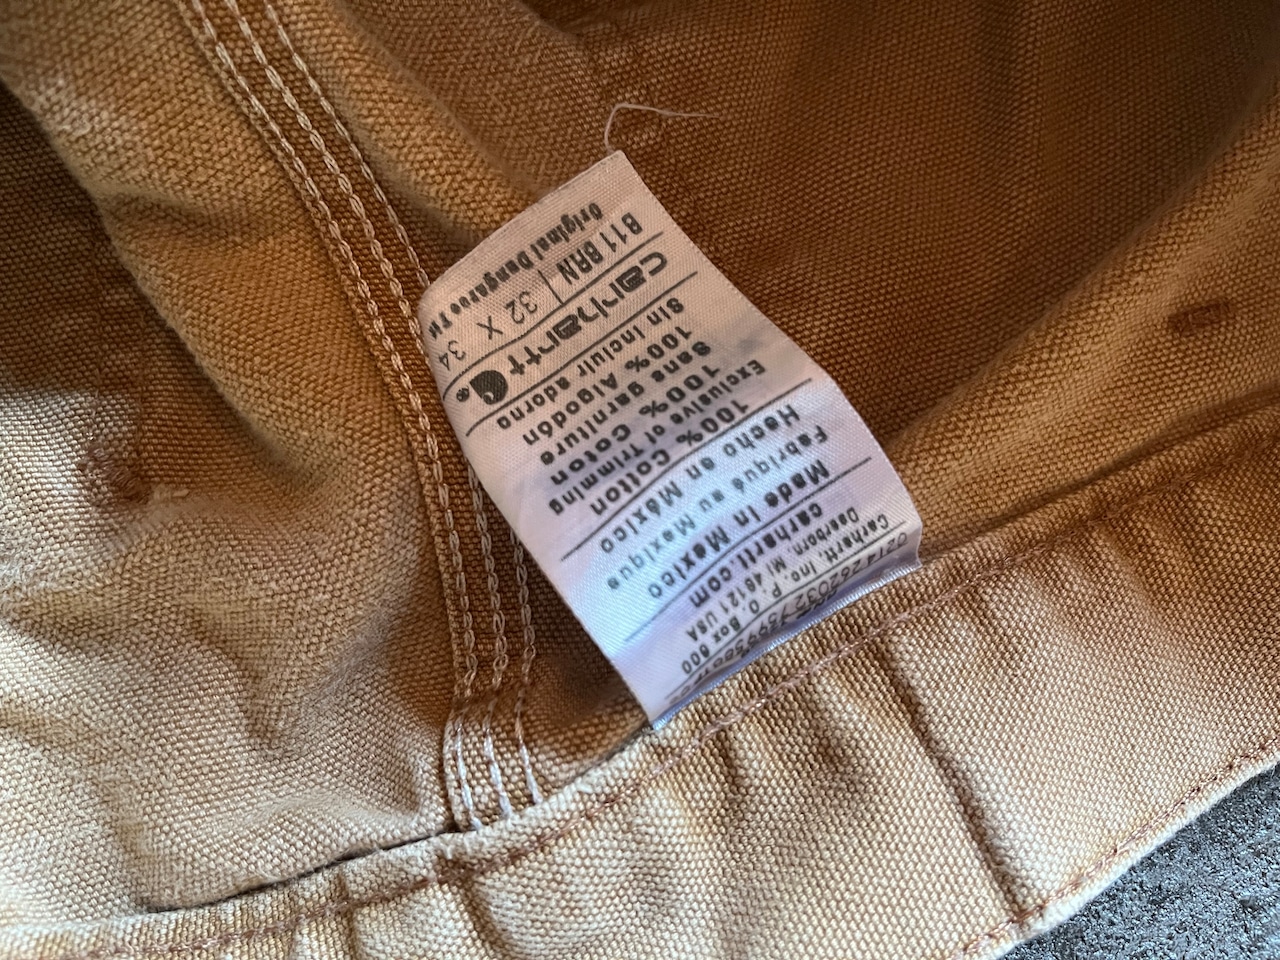 Carhartt, Inc. P.O. Box 600
Dearborn, MI 48121 USA
carhartt.com
Made in Mexico
Fabriqué au Mexique
Hecho en México
100% Cotton
Exclusive of Trimming
100% Coton
Sans garniture
100% Algodón
Sin incluir adorno
carhartt
B11 BRN 32 X 34
Original Dungaree Fit